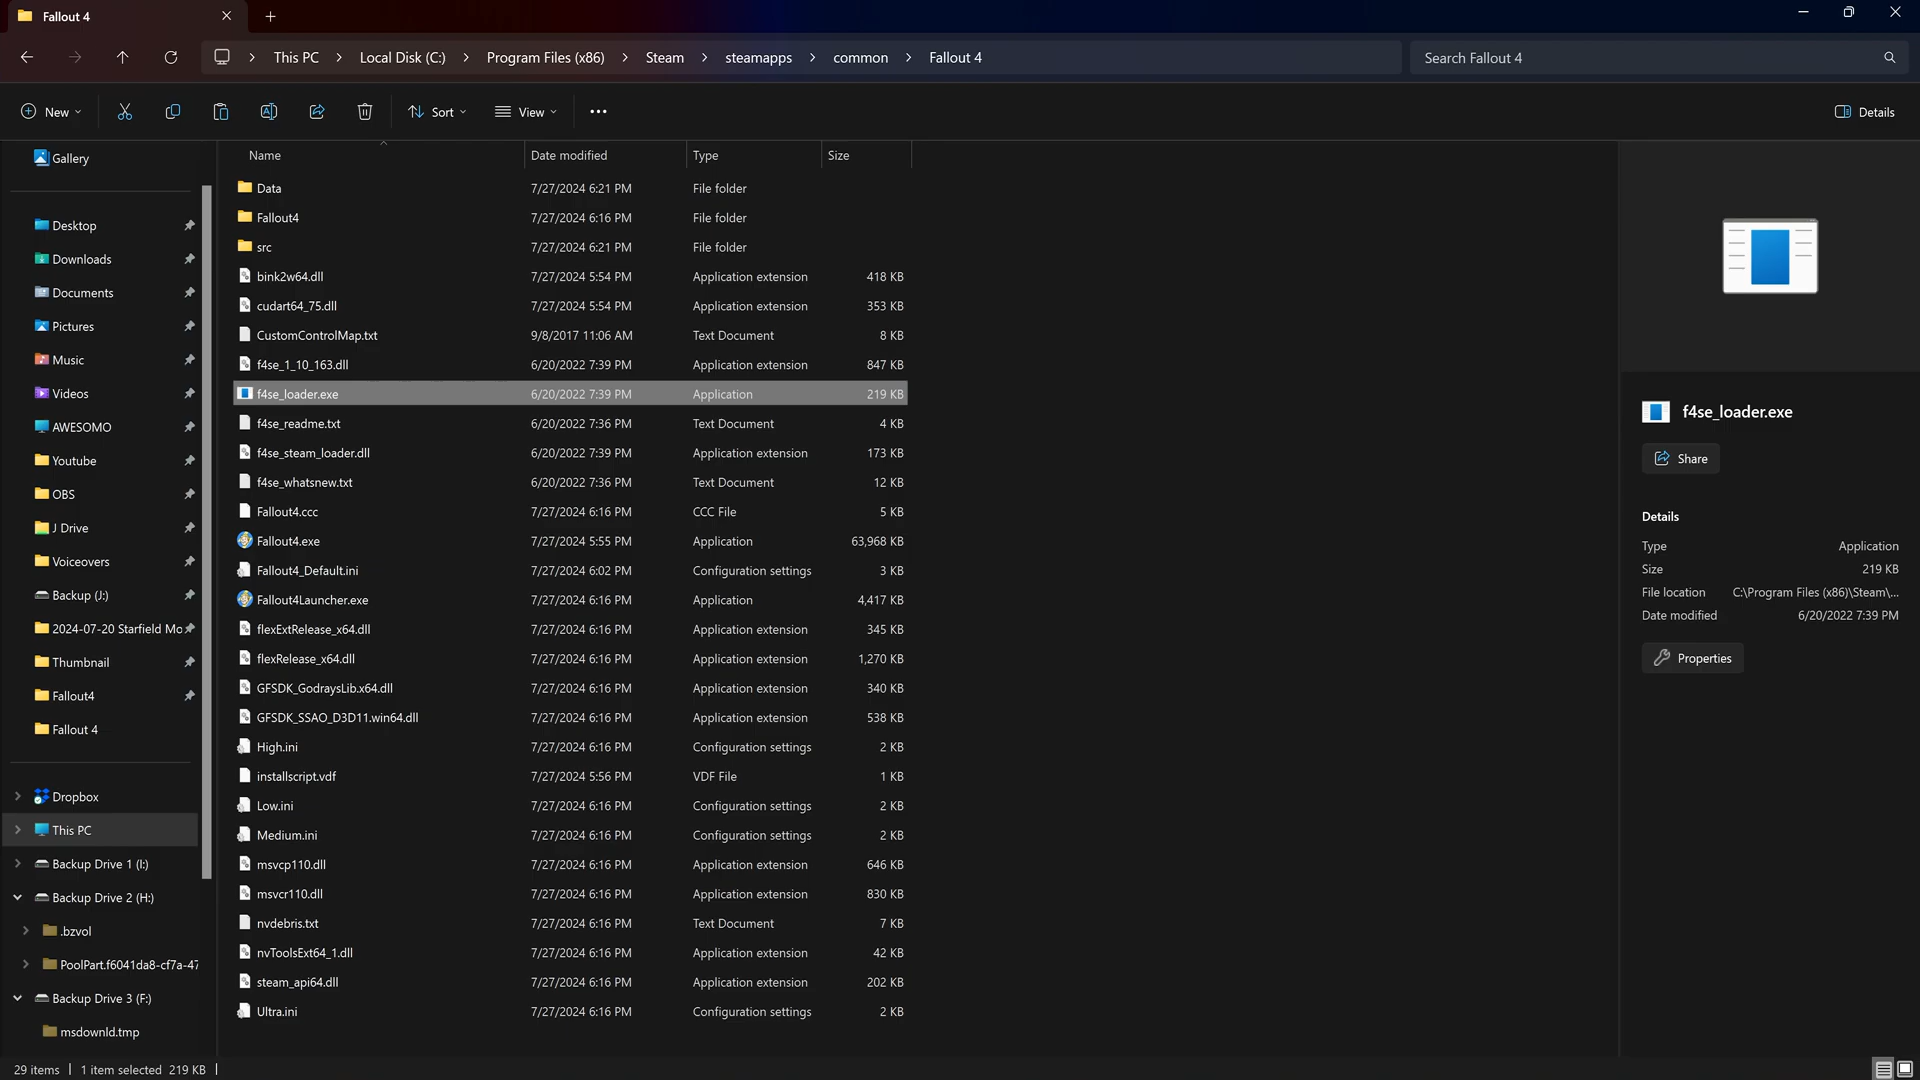 Fallout 4
This PC > Local Disk (C:) > Program Files (x86) > Steam > steamapps > common > Fallout 4
Search Fallout 4
New
Sort
View
Details
Gallery
Desktop
Downloads
Documents
Pictures
Music
Videos
AWESOMO
Youtube
OBS
J Drive
Voiceovers
Backup (J:)
2024-07-20 Starfield Mo
Thumbnail
Fallout4
Fallout 4
Dropbox
This PC
Backup Drive 1 (I:)
Backup Drive 2 (H:)
.bzvol
PoolPart.f6041da8-cf7a-47
Backup Drive 3 (F:)
msdownld.tmp
Name Date modified Type Size
Data 7/27/2024 6:21 PM File folder
Fallout4 7/27/2024 6:16 PM File folder
src 7/27/2024 6:21 PM File folder
bink2w64.dll 7/27/2024 5:54 PM Application extension 418 KB
cudart64_75.dll 7/27/2024 5:54 PM Application extension 353 KB
CustomControlMap.txt 9/8/2017 11:06 AM Text Document 8 KB
f4se_1_10_163.dll 6/20/2022 7:39 PM Application extension 847 KB
f4se_loader.exe 6/20/2022 7:39 PM Application 219 KB
f4se_readme.txt 6/20/2022 7:36 PM Text Document 4 KB
f4se_steam_loader.dll 6/20/2022 7:39 PM Application extension 173 KB
f4se_whatsnew.txt 6/20/2022 7:36 PM Text Document 12 KB
Fallout4.ccc 7/27/2024 6:16 PM CCC File 5 KB
Fallout4.exe 7/27/2024 5:55 PM Application 63,968 KB
Fallout4_Default.ini 7/27/2024 6:02 PM Configuration settings 3 KB
Fallout4Launcher.exe 7/27/2024 6:16 PM Application 4,417 KB
flexExtRelease_x64.dll 7/27/2024 6:16 PM Application extension 345 KB
flexRelease_x64.dll 7/27/2024 6:16 PM Application extension 1,270 KB
GFSDK_GodraysLib.x64.dll 7/27/2024 6:16 PM Application extension 340 KB
GFSDK_SSAO_D3D11.win64.dll 7/27/2024 6:16 PM Application extension 538 KB
High.ini 7/27/2024 6:16 PM Configuration settings 2 KB
installscript.vdf 7/27/2024 5:56 PM VDF File 1 KB
Low.ini 7/27/2024 6:16 PM Configuration settings 2 KB
Medium.ini 7/27/2024 6:16 PM Configuration settings 2 KB
msvcp110.dll 7/27/2024 6:16 PM Application extension 646 KB
msvcr110.dll 7/27/2024 6:16 PM Application extension 830 KB
nvdebris.txt 7/27/2024 6:16 PM Text Document 7 KB
nvToolsExt64_1.dll 7/27/2024 6:16 PM Application extension 42 KB
steam_api64.dll 7/27/2024 6:16 PM Application extension 202 KB
Ultra.ini 7/27/2024 6:16 PM Configuration settings 2 KB
f4se_loader.exe
Share
Details
Type Application
Size 219 KB
File location C:\Program Files (x86)\Steam\...
Date modified 6/20/2022 7:39 PM
Properties
29 items | 1 item selected 219 KB |